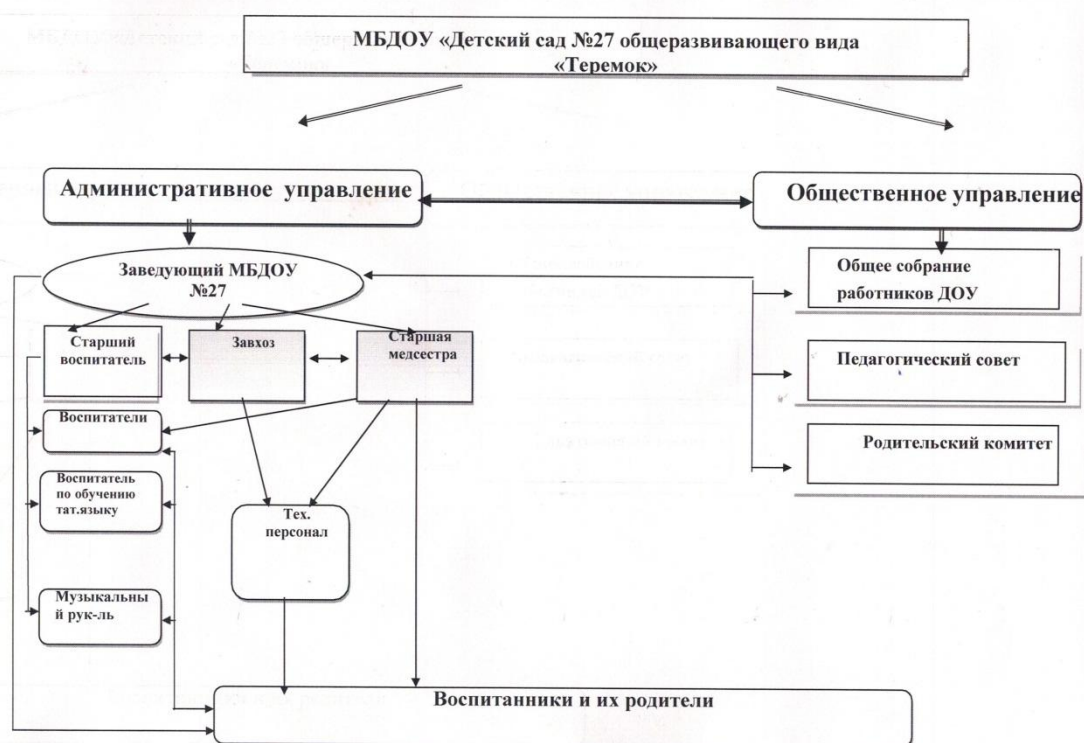 МБДОУ «Детский сад №27 общеразвивающего вида
«Теремок»
Административное управление
Общественное управление
Заведующий МБДОУ
№27
Общее собрание
работников ДОУ
Старший
воспитатель
Завхоз
Старшая
медсестра
Педагогический совет
Воспитатели
Родительский комитет
Воспитатель
по обучению
тат.языку
Тех.
персонал
Музыкальны
й рук-ль
Воспитанники и их родители